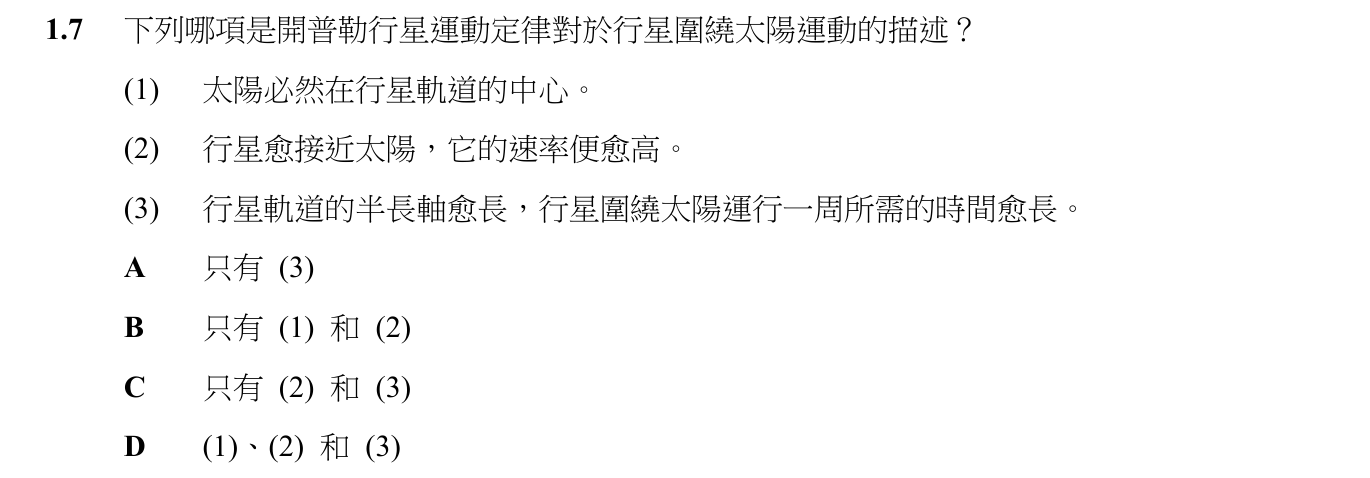 1.7 下列哪項是開普勒行星運動定律對於行星圍繞太陽運動的描述？
(1) 太陽必然在行星軌道的中心。
(2) 行星愈接近太陽，它的速率便愈高。
(3) 行星軌道的半長軸愈長，行星圍繞太陽運行一周所需的時間愈長。
A 只有 (3)
B 只有 (1) 和 (2)
C 只有 (2) 和 (3)
D (1)、(2) 和 (3)